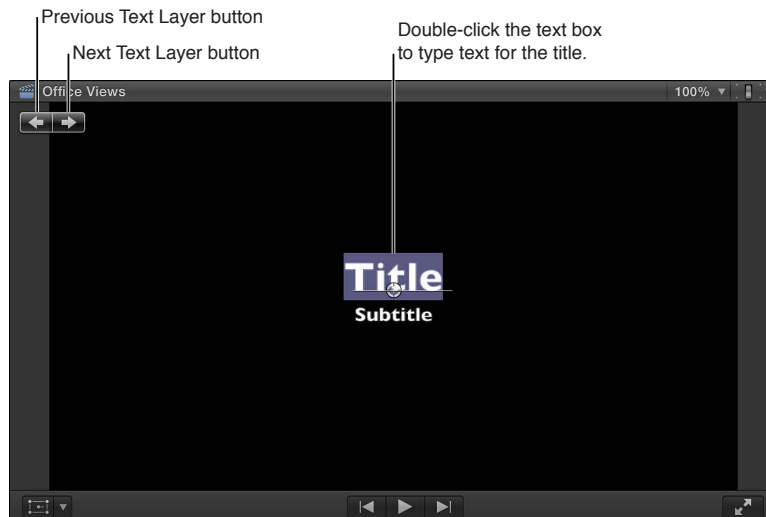 Previous Text Layer button
Next Text Layer button
Double-click the text box
to type text for the title.
Office Views
100%
Title
Subtitle